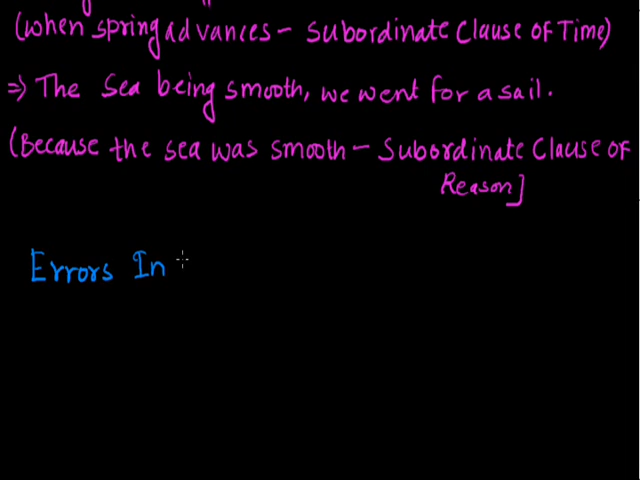 (when spring advances - Subordinate Clause of Time)
⇒ The Sea being smooth, we went for a sail.
(Because the sea was smooth - Subordinate Clause of
Reason]
Errors In